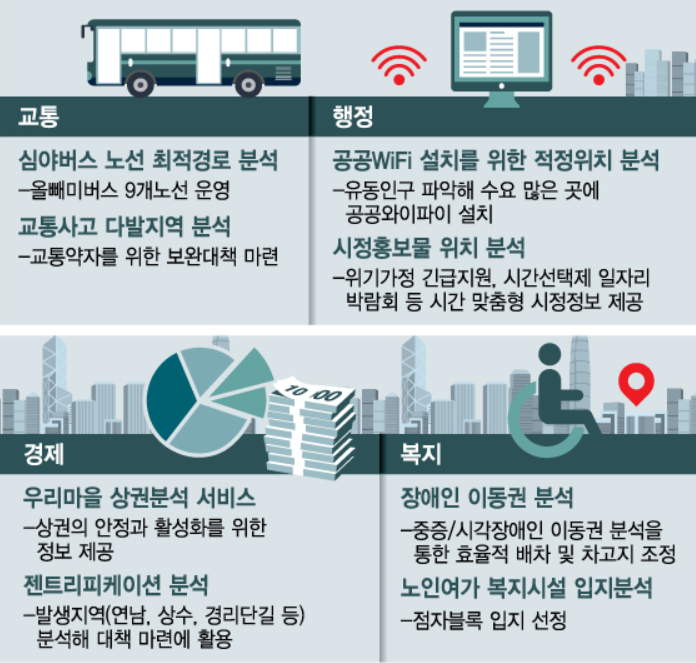 교통
심야버스 노선 최적경로 분석
–올빼미버스 9개노선 운영
교통사고 다발지역 분석
–교통약자를 위한 보완대책 마련
행정
공공WiFi 설치를 위한 적정위치 분석
–유동인구 파악해 수요 많은 곳에
공공와이파이 설치
시정홍보물 위치 분석
–위기가정 긴급지원, 시간선택제 일자리
박람회 등 시간 맞춤형 시정정보 제공
경제
우리마을 상권분석 서비스
–상권의 안정과 활성화를 위한
정보 제공
젠트리피케이션 분석
–발생지역(연남, 상수, 경리단길 등)
분석해 대책 마련에 활용
10 00
복지
장애인 이동권 분석
–중증/시각장애인 이동권 분석을
통한 효율적 배차 및 차고지 조정
노인여가 복지시설 입지분석
–점자블록 입지 선정